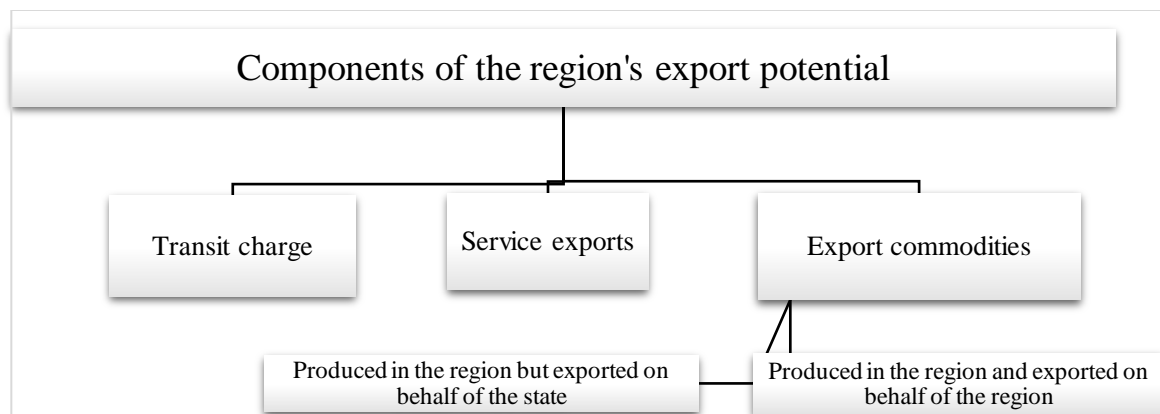 Components of the region's export potential
Transit charge
Service exports
Export commodities
Produced in the region but exported on
behalf of the state
Produced in the region and exported on
behalf of the region